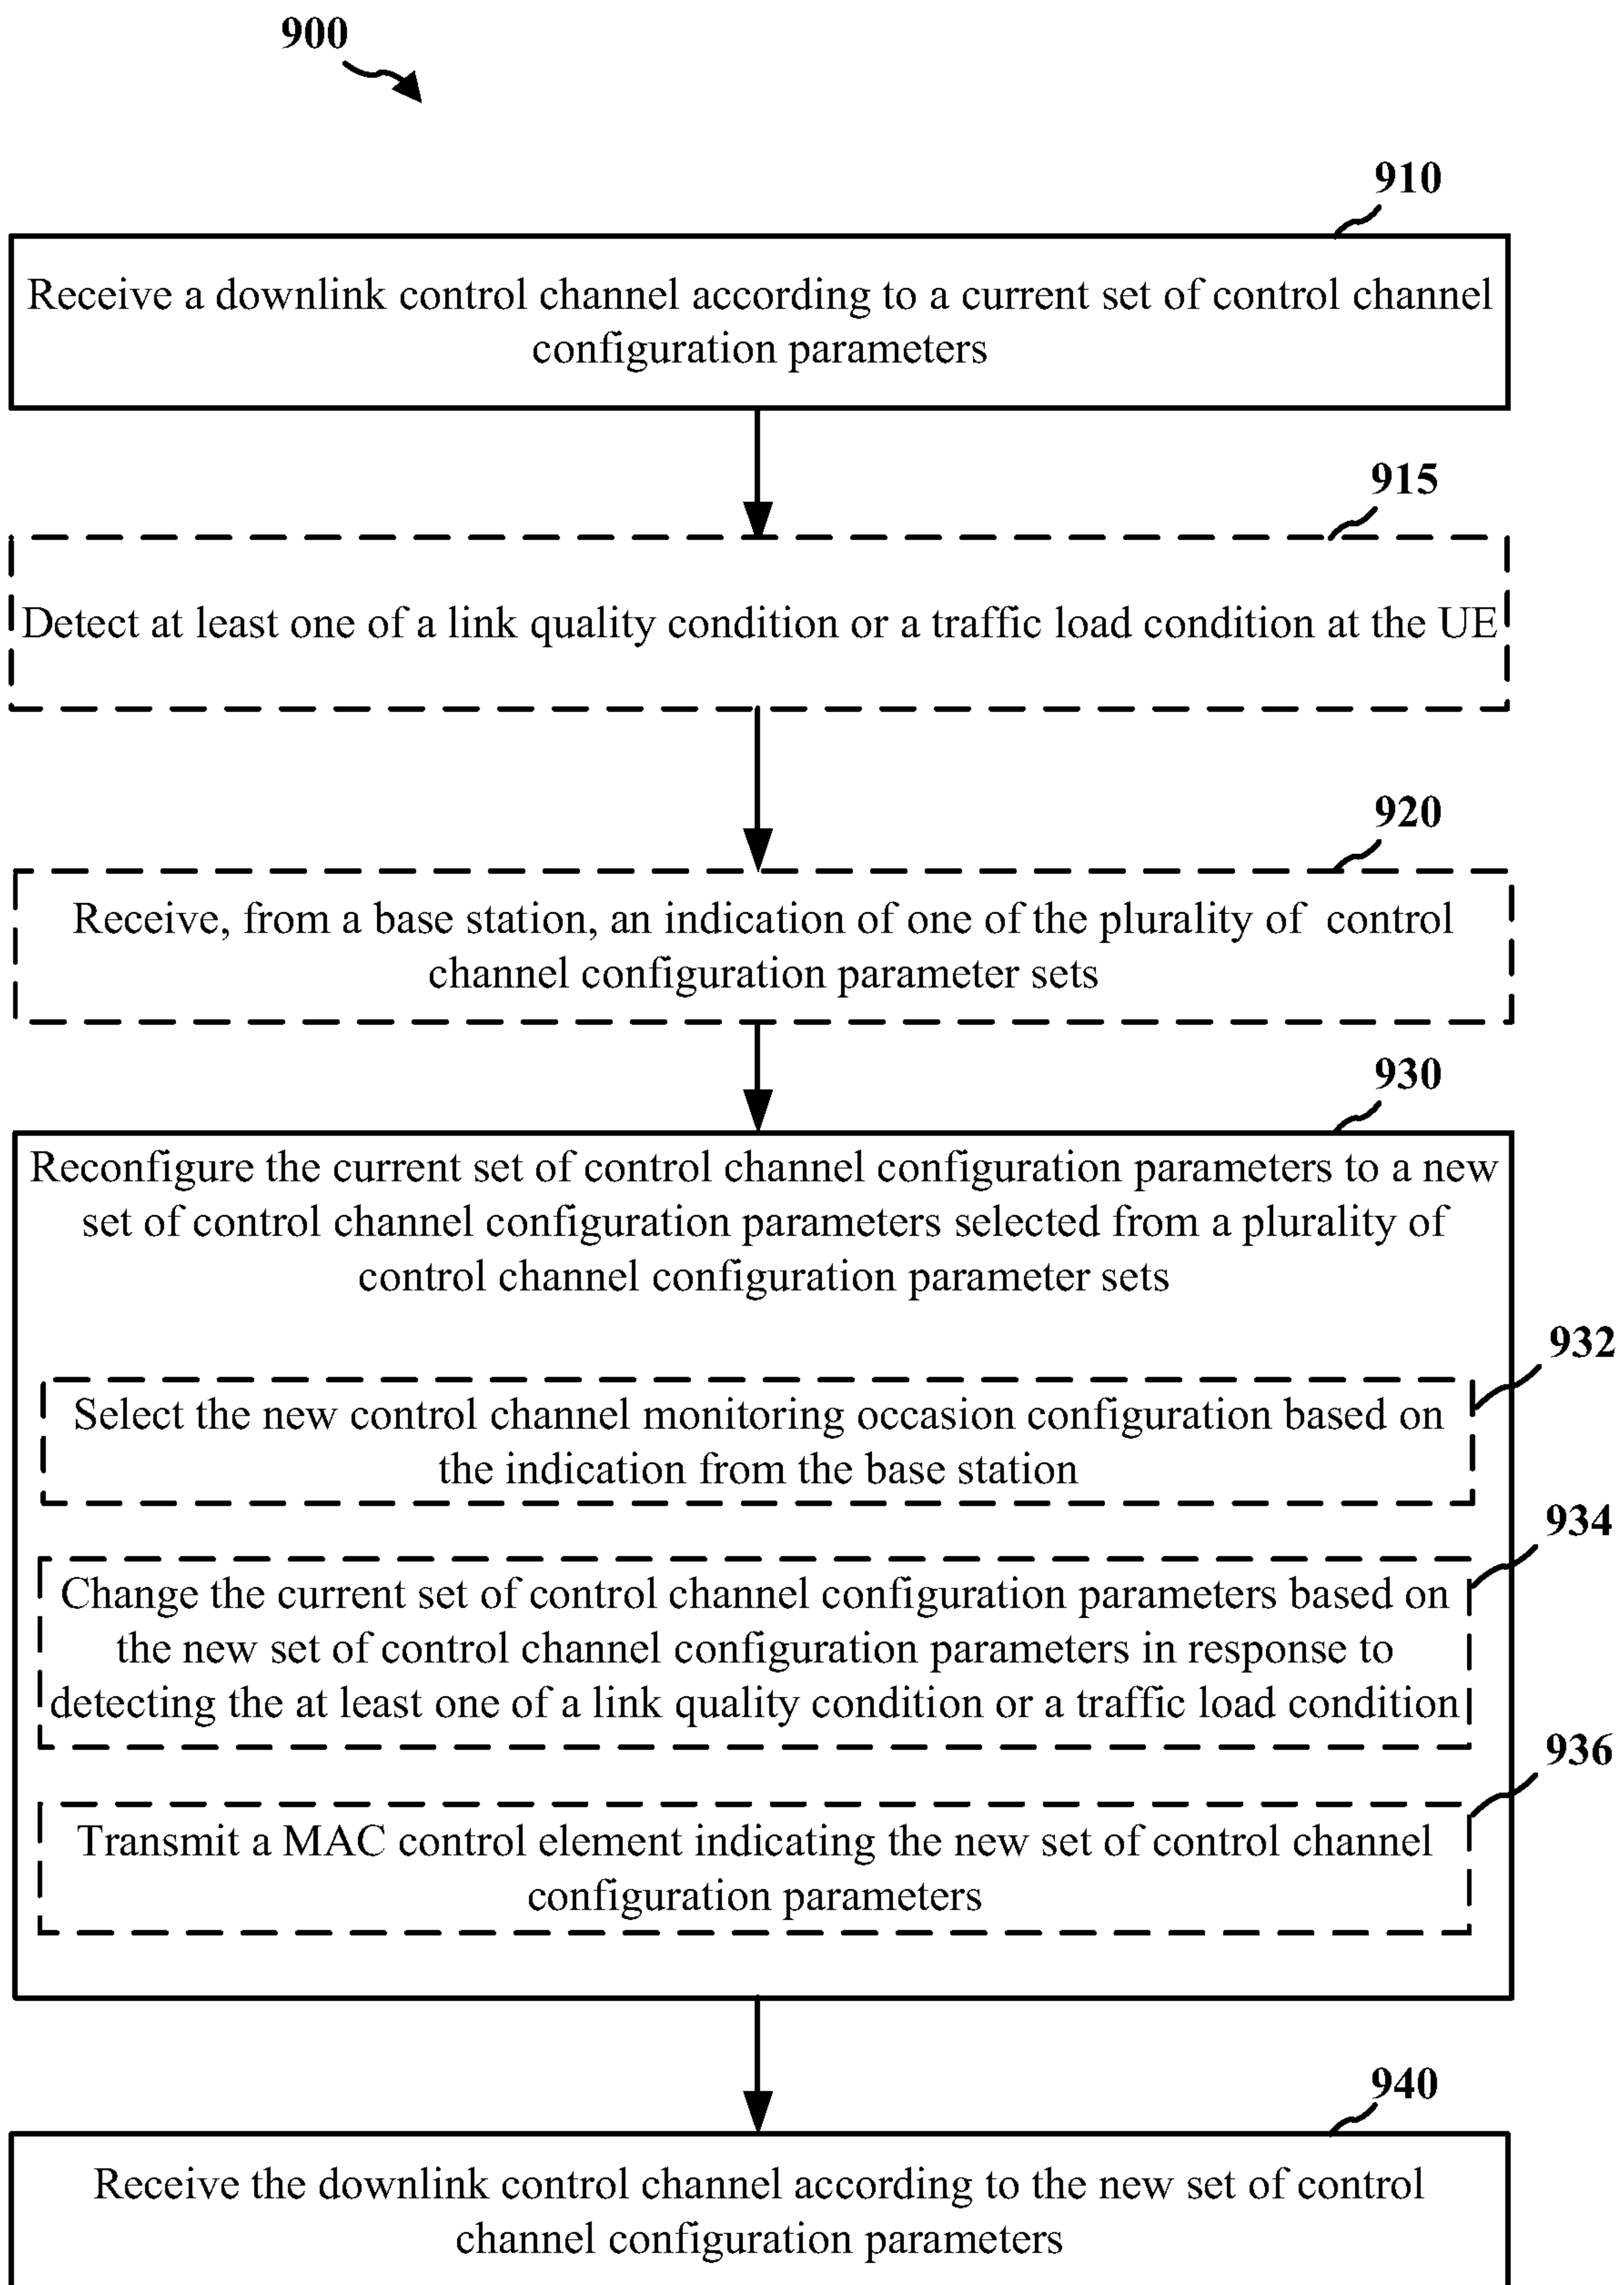 900
910
Receive a downlink control channel according to a current set of control channel
configuration parameters
915
Detect at least one of a link quality condition or a traffic load condition at the UE
920
Receive, from a base station, an indication of one of the plurality of control
channel configuration parameter sets
930
Reconfigure the current set of control channel configuration parameters to a new
set of control channel configuration parameters selected from a plurality of
control channel configuration parameter sets
932
Select the new control channel monitoring occasion configuration based on
the indication from the base station
934
Change the current set of control channel configuration parameters based on
the new set of control channel configuration parameters in response to
detecting the at least one of a link quality condition or a traffic load condition
936
Transmit a MAC control element indicating the new set of control channel
configuration parameters
940
Receive the downlink control channel according to the new set of control
channel configuration parameters